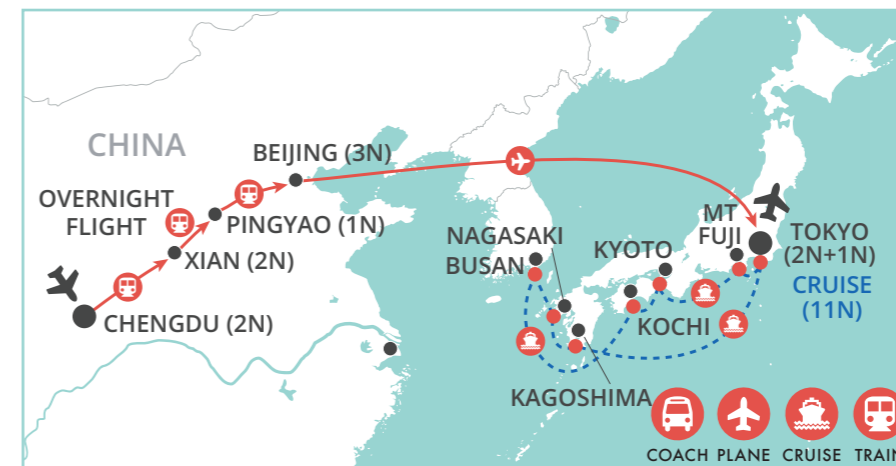 CHINA
BEIJING (3N)
OVERNIGHT
FLIGHT
PINGYAO (1N)
XIAN (2N)
CHENGDU (2N)
NAGASAKI
BUSAN
KYOTO
MT
FUJI
TOKYO
(2N+1N)
CRUISE
(11N)
KOCHI
KAGOSHIMA
COACH
PLANE
CRUISE
TRAIN